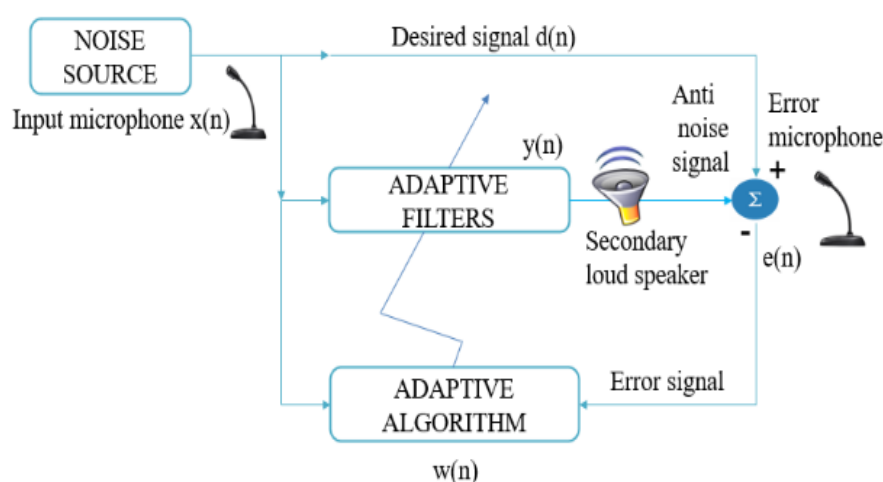 NOISE
SOURCE
Desired signal d(n)
Input microphone x(n)
Anti
noise
signal
Error
microphone
y(n)
+
ADAPTIVE
FILTERS
Σ
-
Secondary
loud speaker
e(n)
ADAPTIVE
ALGORITHM
Error signal
w(n)